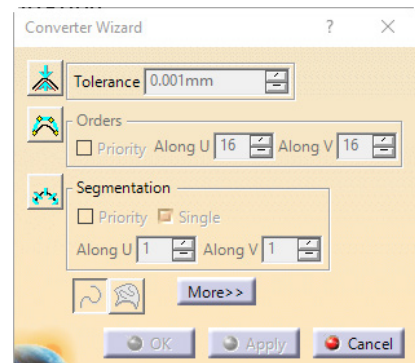 Converter Wizard ? ×
Tolerance 0.001mm
Orders
Priority Along U 16 Along V 16
Segmentation
Priority Single
Along U 1 Along V 1
More>>
OK Apply Cancel